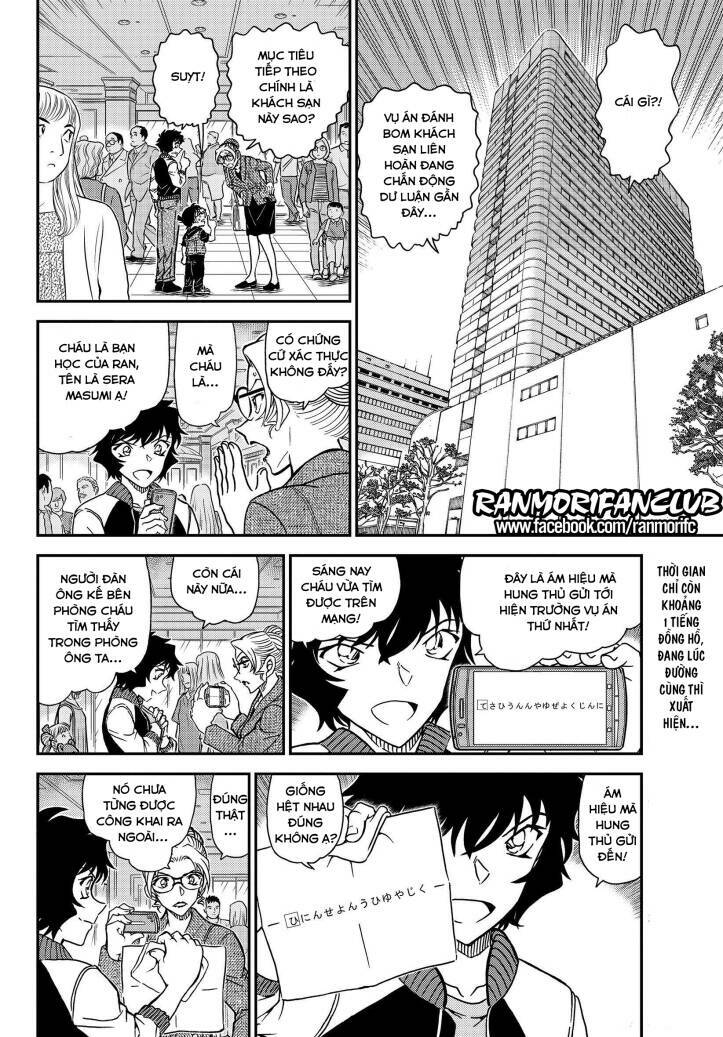 CÁI GÌ?!
VỤ ÁN ĐÁNH
BOM KHÁCH
SẠN LIÊN
HOÀN ĐANG
CHẤN ĐỘNG
DƯ LUẬN GẦN
ĐÂY...
MỤC TIÊU
TIẾP THEO
CHÍNH LÀ
KHÁCH SẠN
NÀY SAO?
SUYT!
CÓ CHỨNG
CỨ XÁC THỰC
KHÔNG ĐẤY?
MÀ
CHÁU
LÀ...
CHÁU LÀ BẠN
HỌC CỦA RAN,
TÊN LÀ SERA
MASUMI Ạ!
RANMORIFANCLUB
www.facebook.com/ranmorifc
THỜI GIAN
CHỈ CÒN
KHOẢNG
1 TIẾNG
ĐỒNG HỒ,
ĐANG LÚC
ĐƯỜNG
CÙNG THÌ
XUẤT
HIỆN...
ĐÂY LÀ ÁM HIỆU MÀ
HUNG THỦ GỬI TỚI
HIỆN TRƯỜNG VỤ ÁN
THỨ NHẤT!
SÁNG NAY
CHÁU VỪA TÌM
ĐƯỢC TRÊN
MẠNG!
てさひうんんやゆぜよくじんに
CÒN CÁI
NÀY NỮA...
NGƯỜI ĐÀN
ÔNG KẾ BÊN
PHÒNG CHÁU
TÌM THẤY
TRONG PHÒNG
ÔNG TA...
ÁM
HIỆU MÀ
HUNG THỦ
GỬI
ĐẾN!
GIỐNG
HỆT NHAU
ĐÚNG
KHÔNG Ạ?
ひにんせよんうひゆやじく
ĐÚNG
THẬT
...
NÓ CHƯA
TỪNG ĐƯỢC
CÔNG KHAI RA
NGOÀI...